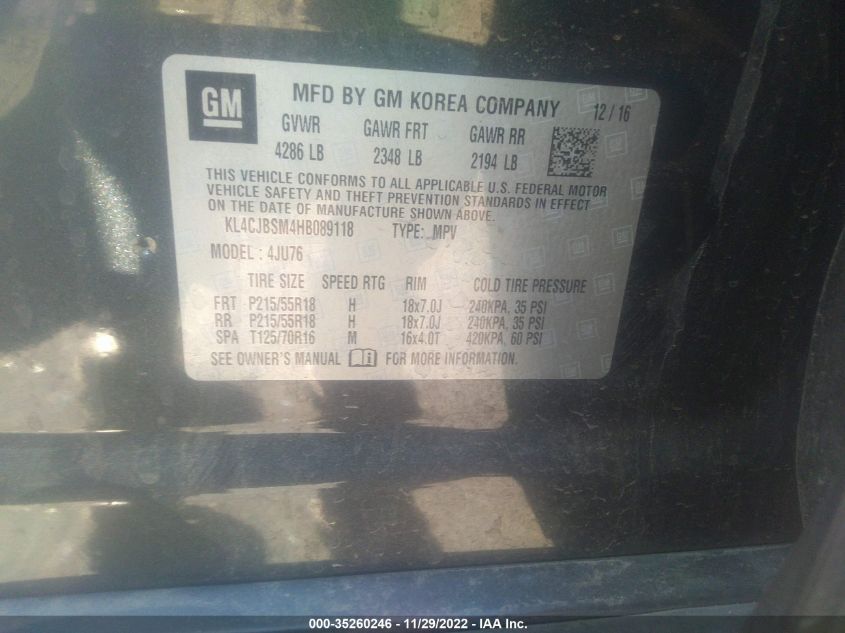 GM
MFD BY GM KOREA COMPANY 12 / 16
GVWR GAWR FRT GAWR RR
4286 LB 2348 LB 2194 LB
THIS VEHICLE CONFORMS TO ALL APPLICABLE U.S. FEDERAL MOTOR
VEHICLE SAFETY AND THEFT PREVENTION STANDARDS IN EFFECT
ON THE DATE OF MANUFACTURE SHOWN ABOVE.
KL4CJBSM4HB089118 TYPE: MPV
MODEL : 4JU76
TIRE SIZE SPEED RTG RIM COLD TIRE PRESSURE
FRT P215/55R18 H 18x7.0J 240KPA, 35 PSI
RR P215/55R18 H 18x7.0J 240KPA, 35 PSI
SPA T125/70R16 M 16x4.0T 420KPA, 60 PSI
SEE OWNER'S MANUAL FOR MORE INFORMATION.
000-35260246 - 11/29/2022 - IAA Inc.